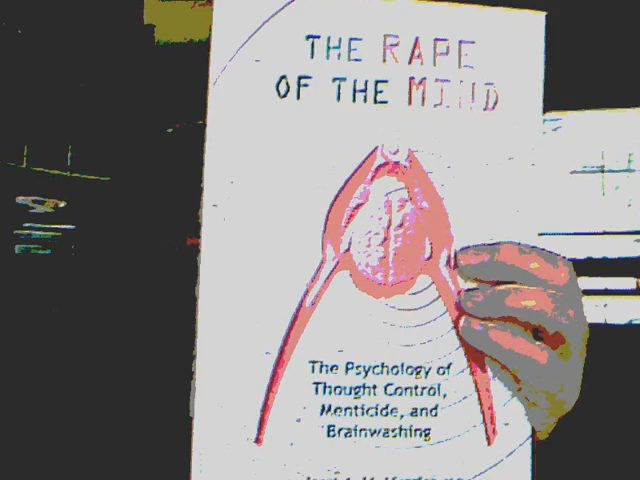 THE RAPE
OF THE MIND
The Psychology of
Thought Control,
Menticide, and
Brainwashing